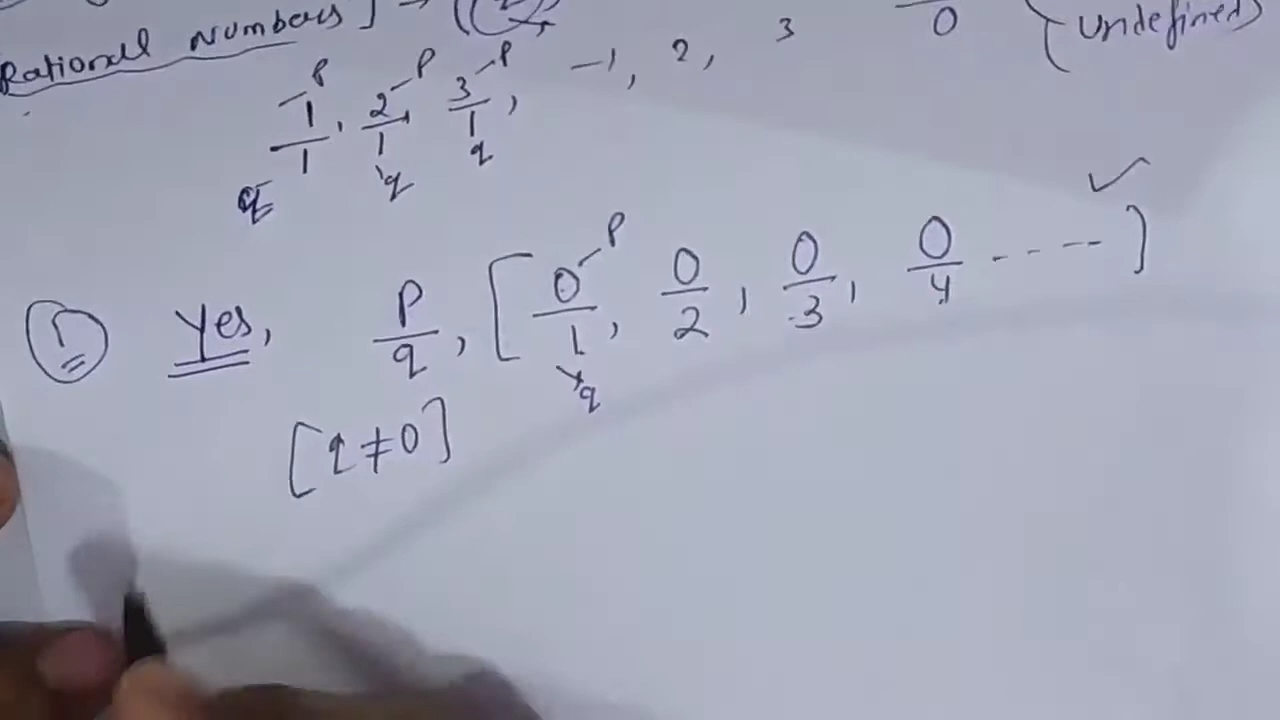 Rational Numbers] → 0 (undefined)
1/1, 2/1, 3/1, -1, 2, 3
p p p
q q q
① Yes, p/q, [0/1, 0/2, 0/3, 0/4 ----] ✓
p
q
[q ≠ 0]